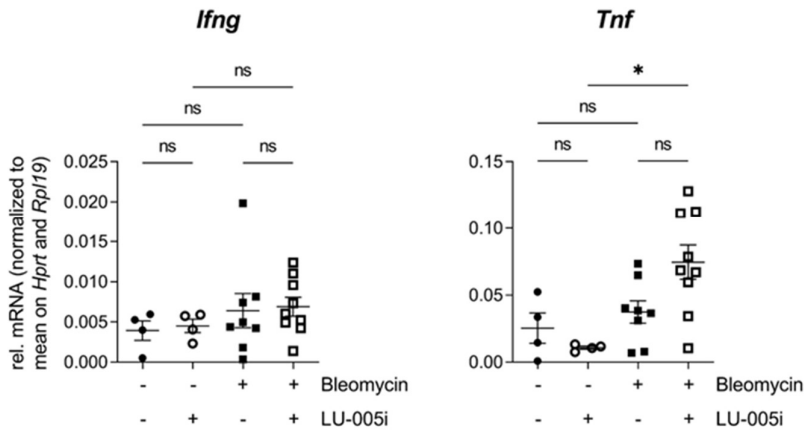 Ifng
ns
ns
ns ns
rel. mRNA (normalized to
mean on Hprt and Rpl19)
0.025
0.020
0.015
0.010
0.005
0.000
- - + + Bleomycin
- + - + LU-005i
Tnf
*
ns
ns ns
0.15
0.10
0.05
0.00
- - + + Bleomycin
- + - + LU-005i